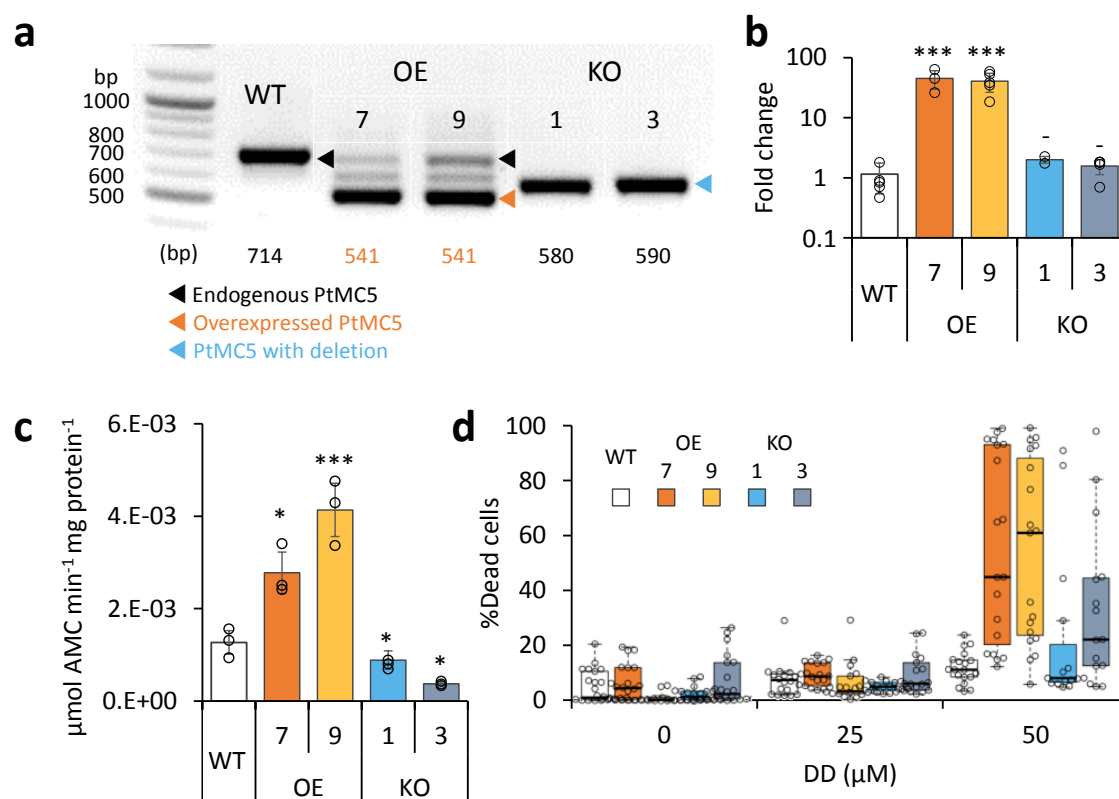 a
bp
1000
800
700
600
500
WT
OE
KO
7 9 1 3
(bp) 714 541 541 580 590
Endogenous PtMC5
Overexpressed PtMC5
PtMC5 with deletion
b
Fold change
100
10
1
0.1
*** *** - -
WT
7 9 1 3
OE KO
c
µmol AMC min-1 mg protein-1
6.E-03
4.E-03
2.E-03
0.E+00
* *** * *
WT
7 9 1 3
OE KO
d
%Dead cells
100
80
60
40
20
0
WT OE KO
7 9 1 3
0 25 50
DD (µM)